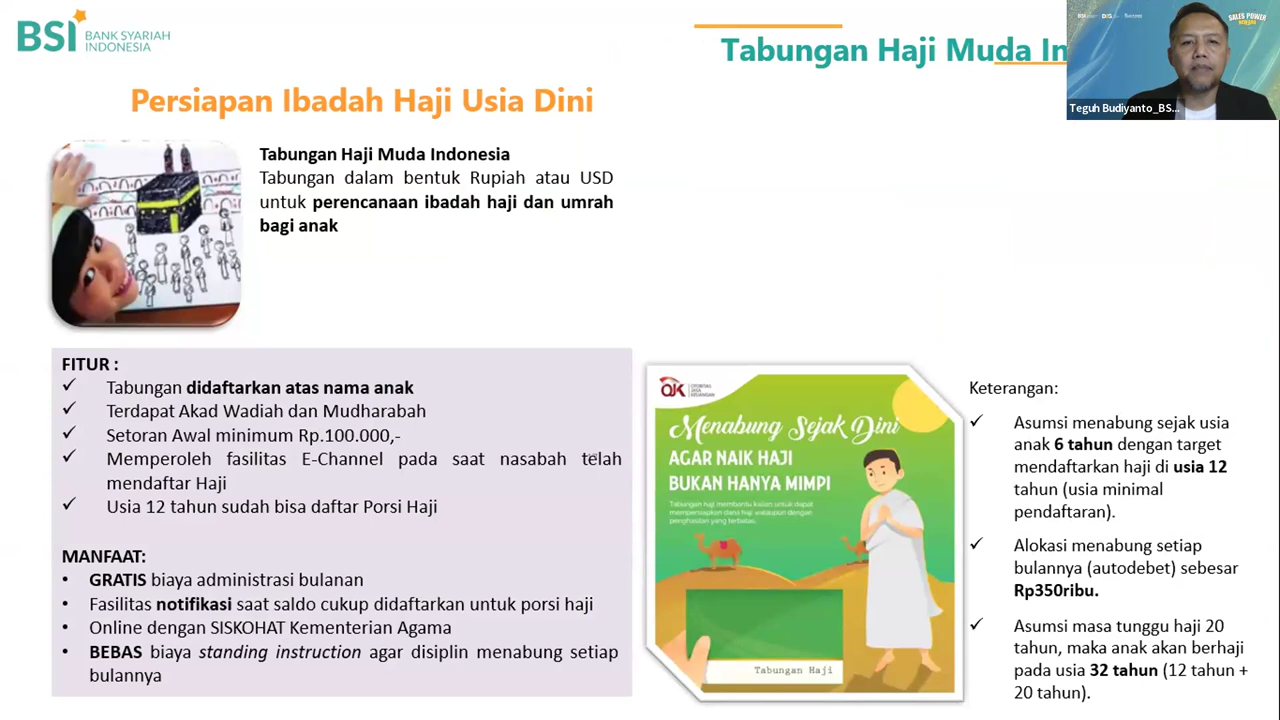 BSI BANK SYARIAH
INDONESIA
Tabungan Haji Muda In
SALES POWER
Teguh Budiyanto_BS...
Persiapan Ibadah Haji Usia Dini
Tabungan Haji Muda Indonesia
Tabungan dalam bentuk Rupiah atau USD
untuk perencanaan ibadah haji dan umrah
bagi anak
FITUR :
✓ Tabungan didaftarkan atas nama anak
✓ Terdapat Akad Wadiah dan Mudharabah
✓ Setoran Awal minimum Rp.100.000,-
✓ Memperoleh fasilitas E-Channel pada saat nasabah telah
mendaftar Haji
✓ Usia 12 tahun sudah bisa daftar Porsi Haji
MANFAAT:
• GRATIS biaya administrasi bulanan
• Fasilitas notifikasi saat saldo cukup didaftarkan untuk porsi haji
• Online dengan SISKOHAT Kementerian Agama
• BEBAS biaya standing instruction agar disiplin menabung setiap
bulannya
OJK OTORITAS
JASA
KEUANGAN
Menabung Sejak Dini
AGAR NAIK HAJI
BUKAN HANYA MIMPI
Tabungan haji membantu kalian untuk dapat
mempersiapkan dana haji walaupun dengan
penghasilan yang terbatas.
Tabungan Haji
Keterangan:
✓ Asumsi menabung sejak usia
anak 6 tahun dengan target
mendaftarkan haji di usia 12
tahun (usia minimal
pendaftaran).
✓ Alokasi menabung setiap
bulannya (autodebet) sebesar
Rp350ribu.
✓ Asumsi masa tunggu haji 20
tahun, maka anak akan berhaji
pada usia 32 tahun (12 tahun +
20 tahun).